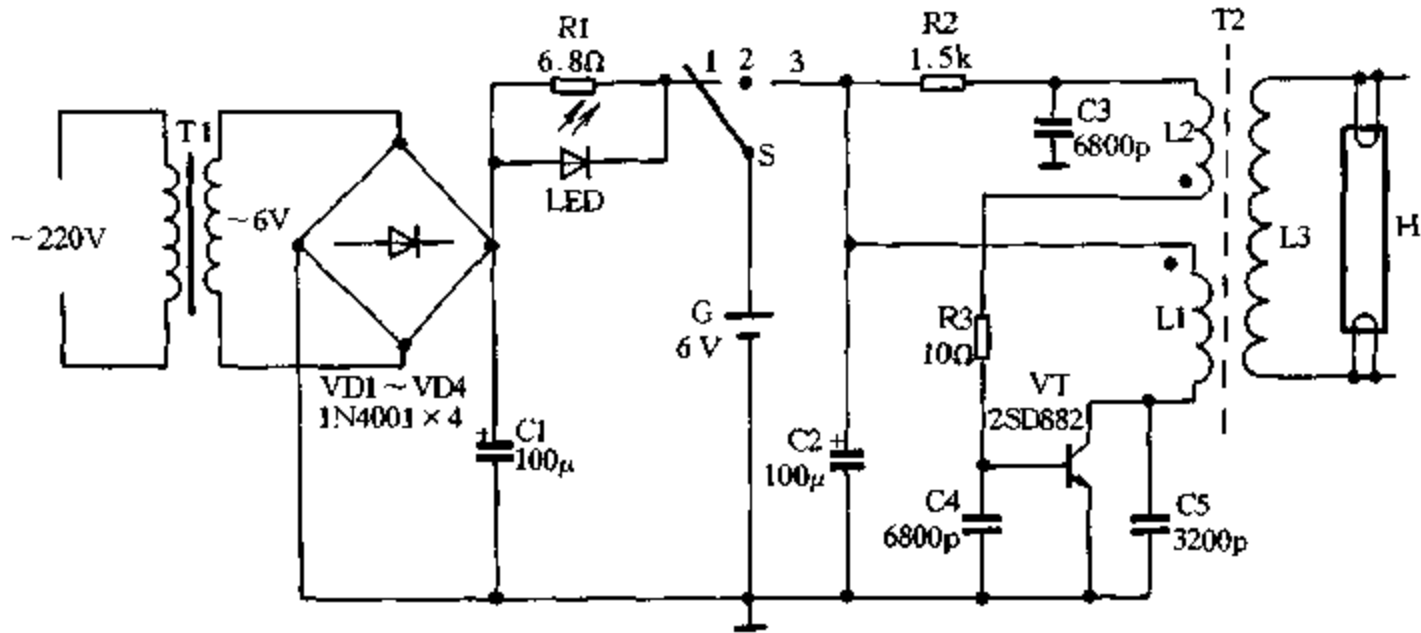 T2
R1
6.8Ω
1 2 3
R2
1.5k
C3
6800p
L2
T1
~220V
~6V
LED
S
L3
H
G
6 V
R3
10Ω
L1
VD1～VD4
1N4001×4
VT
2SD882
C1
+
100μ
C2
+
100μ
C4
6800p
C5
3200p